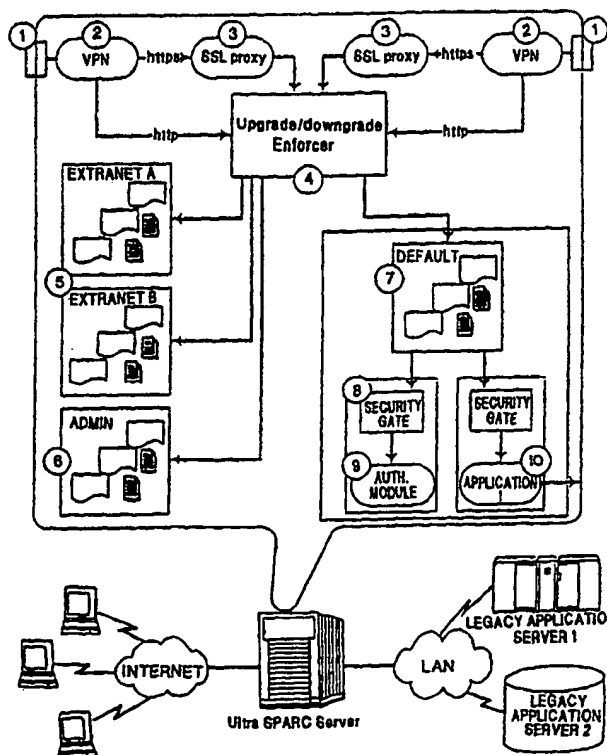 1
2
3
3
2
1
VPN
https
SSL proxy
SSL proxy
https
VPN
http
Upgrade/downgrade
Enforcer
http
4
EXTRANET A
5
EXTRANET B
6
ADMIN
DEFAULT
7
8
SECURITY
GATE
SECURITY
GATE
9
AUTH.
MODULE
10
APPLICATION
INTERNET
Ultra SPARC Server
LAN
LEGACY APPLICATION
SERVER 1
LEGACY
APPLICATION
SERVER 2